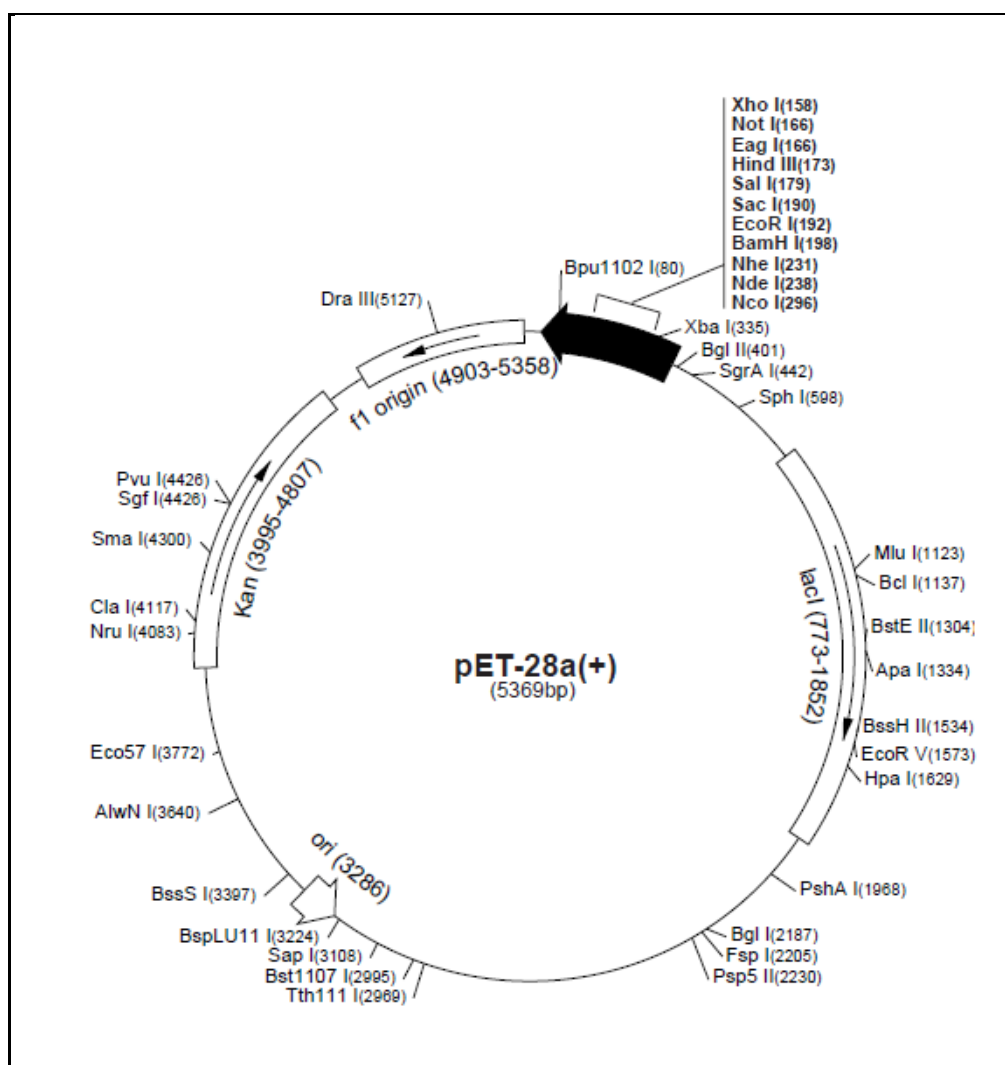 Xho I(158)
Not I(166)
Eag I(166)
Hind III(173)
Sal I(179)
Sac I(190)
EcoR I(192)
BamH I(198)
Nhe I(231)
Nde I(238)
Nco I(296)
Bpu1102 I(80)
Dra III(5127)
Xba I(335)
Bgl II(401)
SgrA I(442)
Sph I(598)
f1 origin (4903-5358)
Pvu I(4426)
Sgf I(4426)
Sma I(4300)
Kan (3995-4807)
Cla I(4117)
Nru I(4083)
Mlu I(1123)
Bcl I(1137)
lacI (773-1852)
BstE II(1304)
Apa I(1334)
pET-28a(+)
(5369bp)
BssH II(1534)
EcoR V(1573)
Hpa I(1629)
Eco57 I(3772)
AlwN I(3640)
ori (3286)
BssS I(3397)
PshA I(1968)
BspLU11 I(3224)
Sap I(3108)
Bst1107 I(2995)
Tth111 I(2969)
Bgl I(2187)
Fsp I(2205)
Psp5 II(2230)